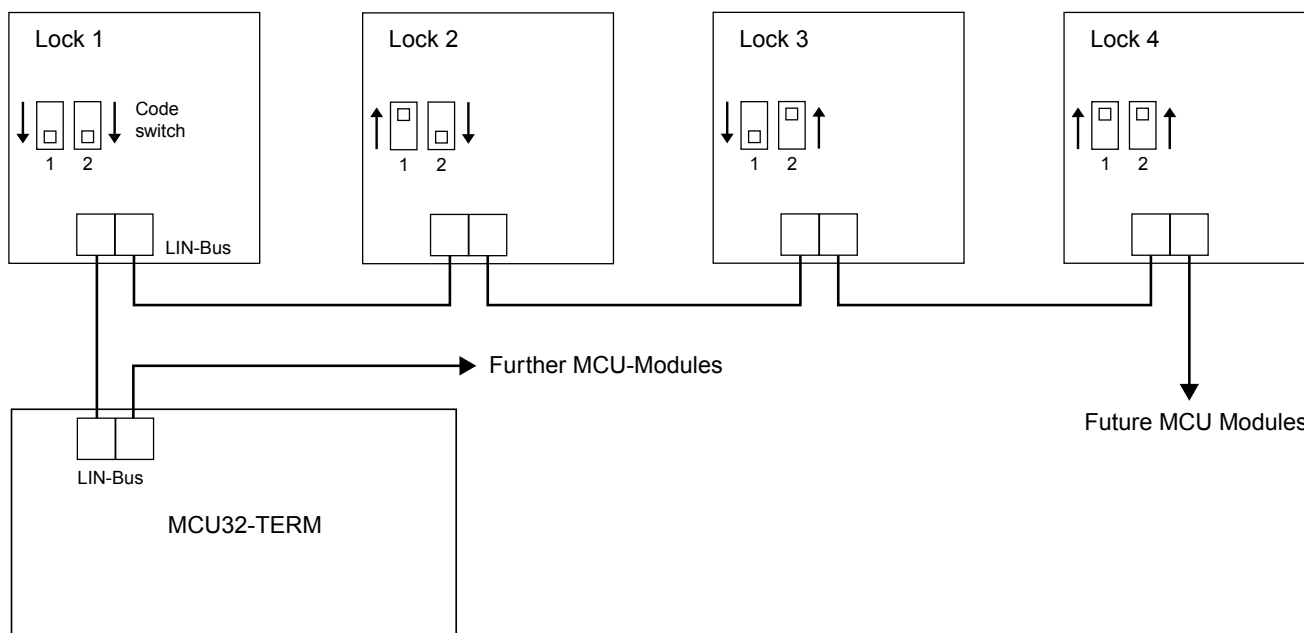 Lock 1
Code
switch
1 2
LIN-Bus
Lock 2
1 2
Lock 3
1 2
Lock 4
1 2
Further MCU-Modules
Future MCU Modules
LIN-Bus
MCU32-TERM